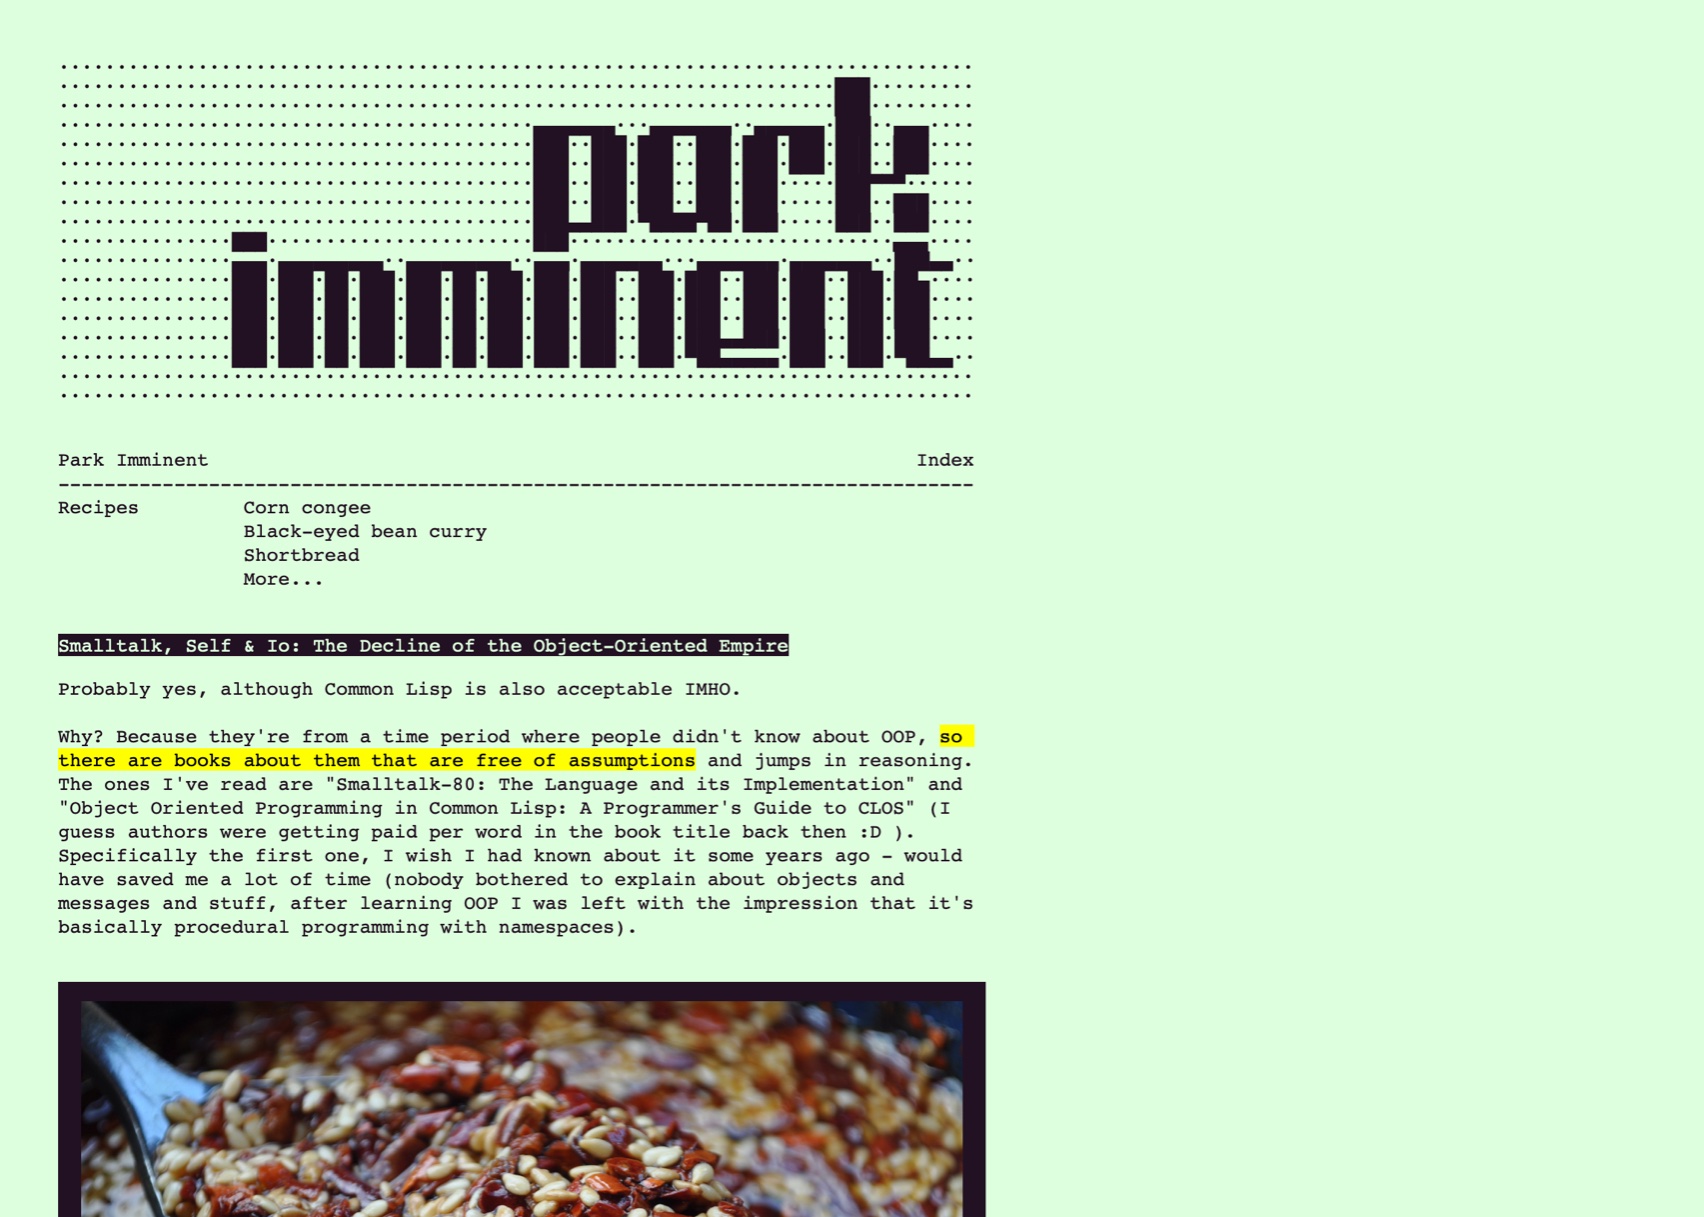 park
imminent
Park Imminent Index
-------------------------------------------------------------------------------
Recipes Corn congee
Black-eyed bean curry
Shortbread
More...
Smalltalk, Self & Io: The Decline of the Object-Oriented Empire
Probably yes, although Common Lisp is also acceptable IMHO.
Why? Because they're from a time period where people didn't know about OOP, so
there are books about them that are free of assumptions and jumps in reasoning.
The ones I've read are "Smalltalk-80: The Language and its Implementation" and
"Object Oriented Programming in Common Lisp: A Programmer's Guide to CLOS" (I
guess authors were getting paid per word in the book title back then :D ).
Specifically the first one, I wish I had known about it some years ago - would
have saved me a lot of time (nobody bothered to explain about objects and
messages and stuff, after learning OOP I was left with the impression that it's
basically procedural programming with namespaces).